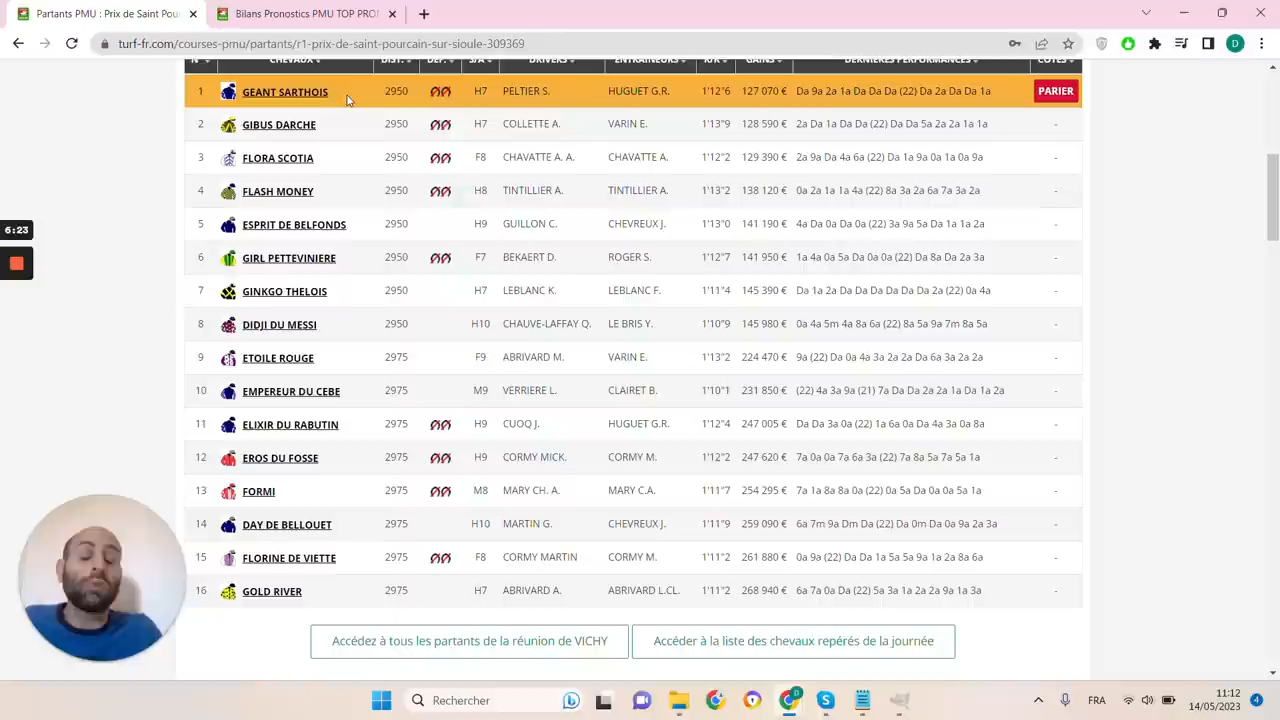 Partants PMU : Prix de Saint Pou
Bilans Pronostics PMU TOP PRO
turf-fr.com/courses-pmu/partants/r1-prix-de-saint-pourcain-sur-sioule-309369
N° CHEVAUX DIST. DEF. S/A DRIVERS ENTRAINEURS R/K GAINS DERNIÈRES PERFORMANCES COTES
1 GEANT SARTHOIS 2950 H7 PELTIER S. HUGUET G.R. 1'12"6 127 070 € Da 9a 2a 1a Da Da Da (22) Da 2a Da Da 1a PARIER
2 GIBUS DARCHE 2950 H7 COLLETTE A. VARIN E. 1'13"9 128 590 € 2a Da 1a Da Da (22) Da Da 5a 2a 2a 1a 1a -
3 FLORA SCOTIA 2950 F8 CHAVATTE A. A. CHAVATTE A. 1'12"2 129 390 € 2a 9a Da 4a 6a (22) Da 1a 9a 0a 1a 0a 9a -
4 FLASH MONEY 2950 H8 TINTILLIER A. TINTILLIER A. 1'13"2 138 120 € 0a 2a 1a 1a 4a (22) 8a 3a 2a 6a 7a 3a 2a -
5 ESPRIT DE BELFONDS 2950 H9 GUILLON C. CHEVREUX J. 1'13"0 141 190 € 4a Da 0a Da 0a (22) 3a 9a 5a Da 1a 1a 2a -
6 GIRL PETTEVINIERE 2950 F7 BEKAERT D. ROGER S. 1'12"7 141 950 € 1a 4a 0a 5a Da 0a 0a (22) Da 8a Da 2a 3a -
7 GINKGO THELOIS 2950 H7 LEBLANC K. LEBLANC F. 1'11"4 145 390 € Da 1a 2a Da Da Da Da Da 2a (22) 0a 4a -
8 DIDJI DU MESSI 2950 H10 CHAUVE-LAFFAY Q. LE BRIS Y. 1'10"9 145 980 € 0a 4a 5m 4a 8a 6a (22) 8a 5a 9a 7m 8a 5a -
9 ETOILE ROUGE 2975 F9 ABRIVARD M. VARIN E. 1'13"2 224 470 € 9a (22) Da 0a 4a 3a 2a 2a Da 6a 3a 2a 2a -
10 EMPEREUR DU CEBE 2975 M9 VERRIERE L. CLAIRET B. 1'10"1 231 850 € (22) 4a 3a 9a (21) 7a Da Da 2a 2a 1a Da 1a 2a -
11 ELIXIR DU RABUTIN 2975 H9 CUOQ J. HUGUET G.R. 1'12"4 247 005 € Da Da 3a 0a (22) 1a 6a 0a Da 4a 3a 0a 8a -
12 EROS DU FOSSE 2975 H9 CORMY MICK. CORMY M. 1'12"2 247 620 € 7a 0a 0a 7a 6a 3a (22) 7a 8a 5a 7a 5a 1a -
13 FORMI 2975 M8 MARY CH. A. MARY C.A. 1'11"7 254 295 € 7a 1a 8a 8a 0a (22) 0a 5a Da 0a 0a 5a 1a -
14 DAY DE BELLOUET 2975 H10 MARTIN G. CHEVREUX J. 1'11"9 259 090 € 6a 7m 9a Dm Da (22) Da 0m Da 0a 9a 2a 3a -
15 FLORINE DE VIETTE 2975 F8 CORMY MARTIN CORMY M. 1'11"2 261 880 € 0a 9a (22) Da Da 1a 5a 5a 9a 1a 2a 8a 6a -
16 GOLD RIVER 2975 H7 ABRIVARD A. ABRIVARD L.CL. 1'11"2 268 940 € 6a 7a 0a Da (22) 5a 3a 1a 2a 2a 9a 1a 3a -
6:23
Accédez à tous les partants de la réunion de VICHY
Accéder à la liste des chevaux repérés de la journée
Rechercher
FRA
11:12
14/05/2023
4